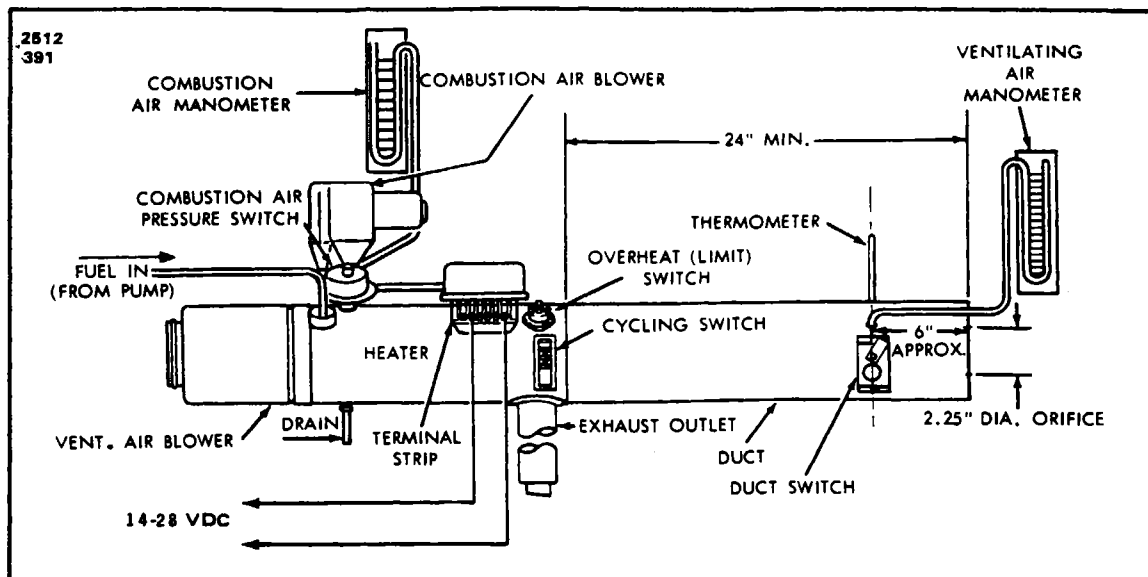 2512
391
COMBUSTION
AIR MANOMETER
COMBUSTION AIR BLOWER
VENTILATING
AIR
MANOMETER
24" MIN.
COMBUSTION AIR
PRESSURE SWITCH
THERMOMETER
FUEL IN
(FROM PUMP)
OVERHEAT (LIMIT)
SWITCH
CYCLING SWITCH
HEATER
6"
APPROX.
2.25" DIA. ORIFICE
DRAIN
VENT. AIR BLOWER
TERMINAL
STRIP
EXHAUST OUTLET
DUCT
DUCT SWITCH
14-28 VDC